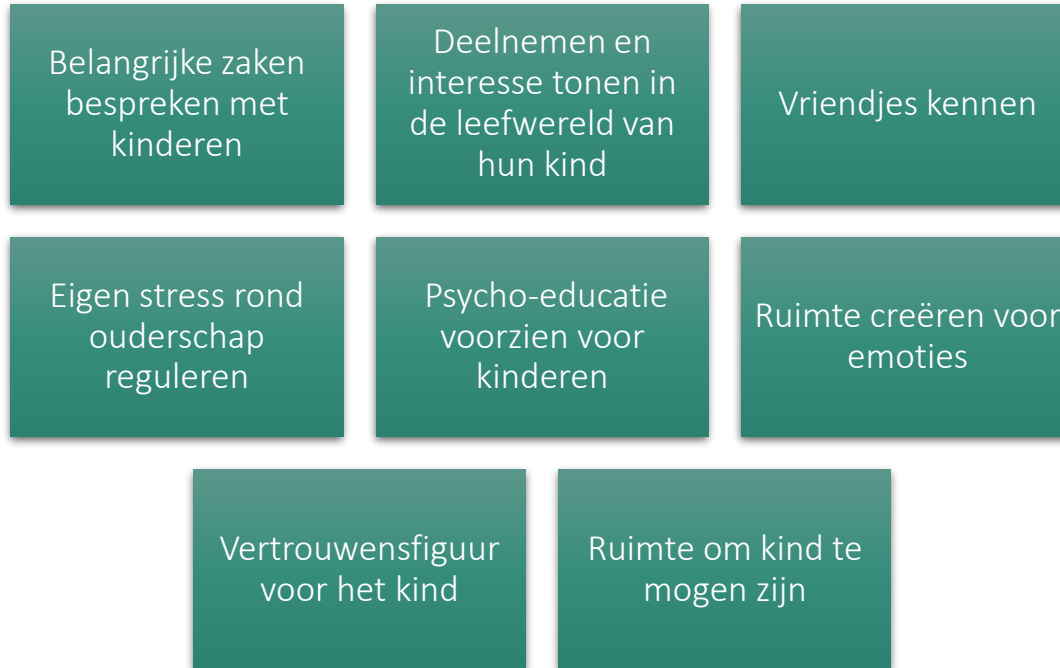 Belangrijke zaken
bespreken met
kinderen
Deelnemen en
interesse tonen in
de leefwereld van
hun kind
Vriendjes kennen
Eigen stress rond
ouderschap
reguleren
Psycho-educatie
voorzien voor
kinderen
Ruimte creëren voor
emoties
Vertrouwensfiguur
voor het kind
Ruimte om kind te
mogen zijn